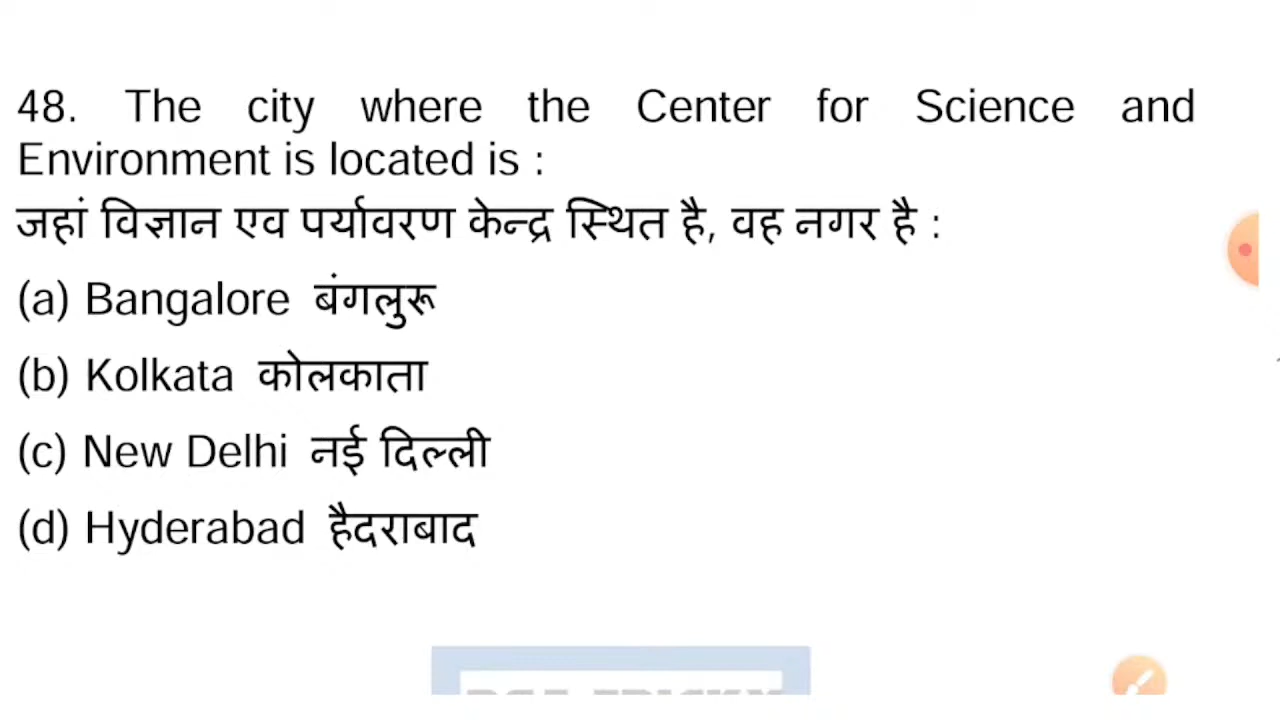 48. The city where the Center for Science and
Environment is located is :
जहां विज्ञान एव पर्यावरण केन्द्र स्थित है, वह नगर है :
(a) Bangalore बंगलुरू
(b) Kolkata कोलकाता
(c) New Delhi नई दिल्ली
(d) Hyderabad हैदराबाद